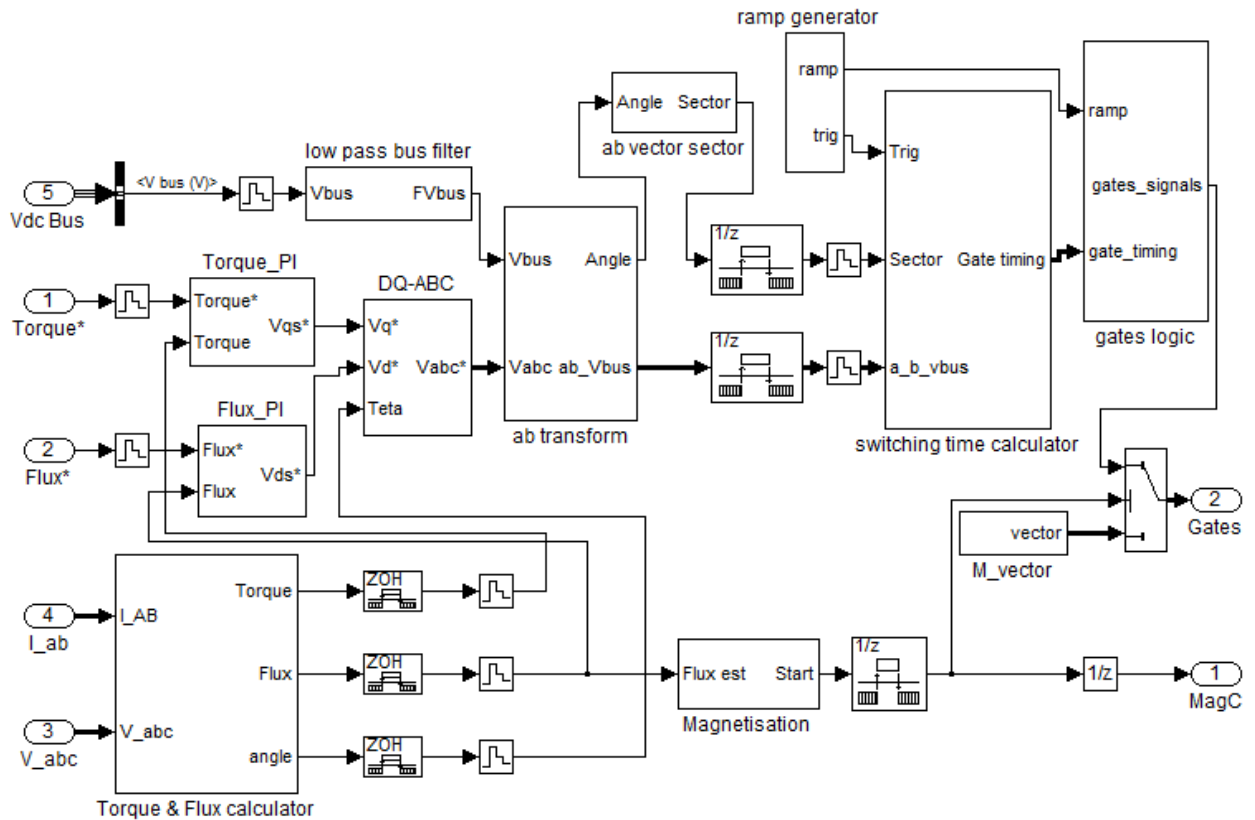 ramp generator
ramp
trig
Angle Sector
ab vector sector
ramp
gates_signals
gate_timing
gates logic
Trig
Sector Gate timing
a_b_vbus
switching time calculator
low pass bus filter
Vbus FVbus
5
Vdc Bus
<V bus (V)>
Vbus Angle
Vabc ab_Vbus
ab transform
1/z
1/z
Torque_PI
Torque*
Vqs*
Torque
1
Torque*
DQ-ABC
Vq*
Vd* Vabc*
Teta
Flux_PI
Flux*
Vds*
Flux
2
Flux*
2
Gates
vector
M_vector
Torque
I_AB
Flux
V_abc
angle
Torque & Flux calculator
4
I_ab
3
V_abc
ZOH
ZOH
ZOH
Flux est Start
Magnetisation
1/z
1/z
1
MagC